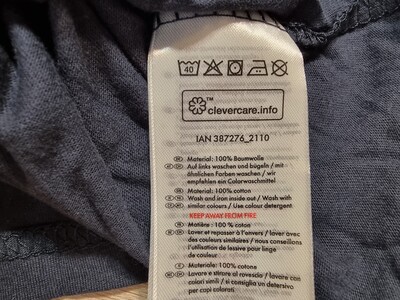 40
™
clevercare.info
IAN 387276_2110
Material: 100% Baumwolle
Auf links waschen und bügeln / mit
ähnlichen Farben waschen / wir
empfehlen ein Colorwaschmittel
Material: 100% cotton
Wash and iron inside out / Wash with
similar colours / Use colour detergent.
KEEP AWAY FROM FIRE
Matière : 100 % coton
Laver et repasser à l'envers / laver avec
des couleurs similaires / nous conseillons
l'utilisation de lessive pour linge
de couleur
Materiale: 100% cotone
Lavare e stirare al rovescio / lavare con
colori simili / si consiglia un detersivo
per capi colorati